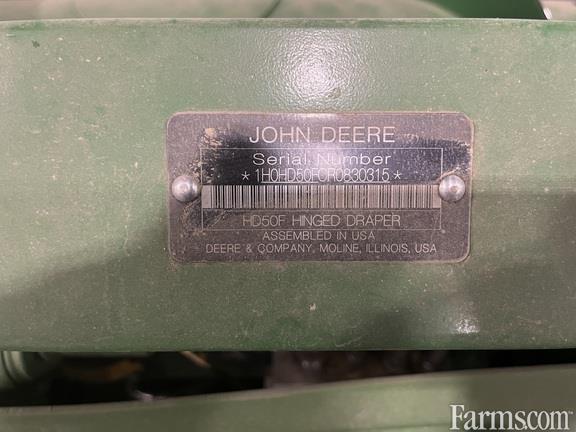 JOHN DEERE
Serial Number
*1H0HD50FCR0830315*
HD50F HINGED DRAPER
ASSEMBLED IN USA
DEERE & COMPANY, MOLINE, ILLINOIS, USA
Farms.com